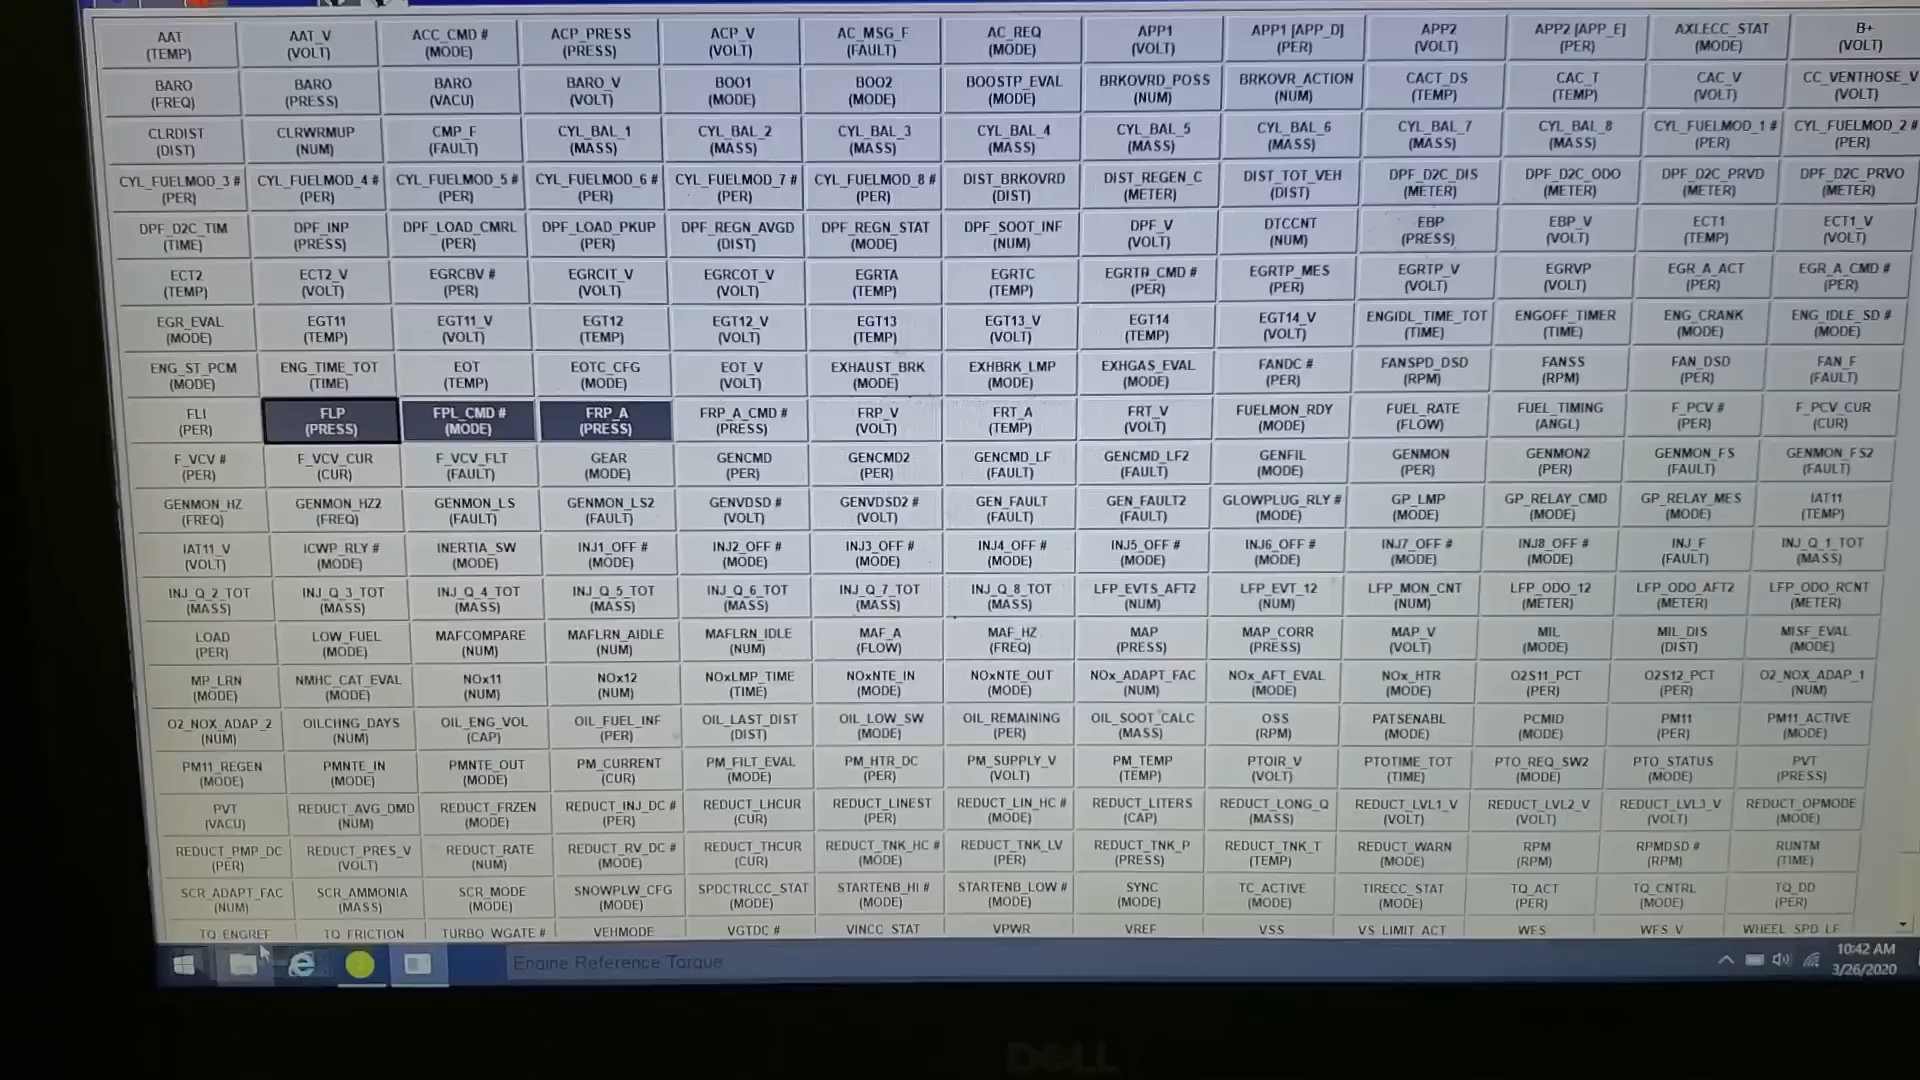 AAT AAT_V ACC_CMD # ACP_PRESS ACP_V AC_MSG_F AC_REQ APP1 APP1 [APP_D] APP2 APP2 [APP_E] AXLECC_STAT B+
(TEMP) (VOLT) (MODE) (PRESS) (VOLT) (FAULT) (MODE) (VOLT) (PER) (VOLT) (PER) (MODE) (VOLT)
BARO BARO BARO BARO_V BOO1 BOO2 BOOSTP_EVAL BRKOVRD_POSS BRKOVR_ACTION CACT_DS CAC_T CAC_V CC_VENTHOSE_V
(FREQ) (PRESS) (VACU) (VOLT) (MODE) (MODE) (MODE) (NUM) (NUM) (TEMP) (TEMP) (VOLT) (VOLT)
CLRDIST CLRWRMUP CMP_F CYL_BAL_1 CYL_BAL_2 CYL_BAL_3 CYL_BAL_4 CYL_BAL_5 CYL_BAL_6 CYL_BAL_7 CYL_BAL_8 CYL_FUELMOD_1 # CYL_FUELMOD_2 #
(DIST) (NUM) (FAULT) (MASS) (MASS) (MASS) (MASS) (MASS) (MASS) (MASS) (MASS) (PER) (PER)
CYL_FUELMOD_3 # CYL_FUELMOD_4 # CYL_FUELMOD_5 # CYL_FUELMOD_6 # CYL_FUELMOD_7 # CYL_FUELMOD_8 # DIST_BRKOVRD DIST_REGEN_C DIST_TOT_VEH DPF_D2C_DIS DPF_D2C_ODO DPF_D2C_PRVD DPF_D2C_PRVO
(PER) (PER) (PER) (PER) (PER) (PER) (DIST) (METER) (DIST) (METER) (METER) (METER) (METER)
DPF_D2C_TIM DPF_INP DPF_LOAD_CMRL DPF_LOAD_PKUP DPF_REGN_AVGD DPF_REGN_STAT DPF_SOOT_INF DPF_V DTCCNT EBP EBP_V ECT1 ECT1_V
(TIME) (PRESS) (PER) (PER) (DIST) (MODE) (NUM) (VOLT) (NUM) (PRESS) (VOLT) (TEMP) (VOLT)
ECT2 ECT2_V EGRCBV # EGRCIT_V EGRCOT_V EGRTA EGRTC EGRTP_CMD # EGRTP_MES EGRTP_V EGRVP EGR_A_ACT EGR_A_CMD #
(TEMP) (VOLT) (PER) (VOLT) (VOLT) (TEMP) (TEMP) (PER) (PER) (VOLT) (VOLT) (PER) (PER)
EGR_EVAL EGT11 EGT11_V EGT12 EGT12_V EGT13 EGT13_V EGT14 EGT14_V ENGIDL_TIME_TOT ENGOFF_TIMER ENG_CRANK ENG_IDLE_SD #
(MODE) (TEMP) (VOLT) (TEMP) (VOLT) (TEMP) (VOLT) (TEMP) (VOLT) (TIME) (TIME) (MODE) (MODE)
ENG_ST_PCM ENG_TIME_TOT EOT EOTC_CFG EOT_V EXHAUST_BRK EXHBRK_LMP EXHGAS_EVAL FANDC # FANSPD_DSD FANSS FAN_DSD FAN_F
(MODE) (TIME) (TEMP) (MODE) (VOLT) (MODE) (MODE) (MODE) (PER) (RPM) (RPM) (PER) (FAULT)
FLI FLP FPL_CMD # FRP_A FRP_A_CMD # FRP_V FRT_A FRT_V FUELMON_RDY FUEL_RATE FUEL_TIMING F_PCV # F_PCV_CUR
(PER) (PRESS) (MODE) (PRESS) (PRESS) (VOLT) (TEMP) (VOLT) (MODE) (FLOW) (ANGL) (PER) (CUR)
F_VCV # F_VCV_CUR F_VCV_FLT GEAR GENCMD GENCMD2 GENCMD_LF GENCMD_LF2 GENFIL GENMON GENMON2 GENMON_FS GENMON_FS2
(PER) (CUR) (FAULT) (MODE) (PER) (PER) (FAULT) (FAULT) (MODE) (PER) (PER) (FAULT) (FAULT)
GENMON_HZ GENMON_HZ2 GENMON_LS GENMON_LS2 GENVDSD # GENVDSD2 # GEN_FAULT GEN_FAULT2 GLOWPLUG_RLY # GP_LMP GP_RELAY_CMD GP_RELAY_MES IAT11
(FREQ) (FREQ) (FAULT) (FAULT) (VOLT) (VOLT) (FAULT) (FAULT) (MODE) (MODE) (MODE) (MODE) (TEMP)
IAT11_V ICWP_RLY # INERTIA_SW INJ1_OFF # INJ2_OFF # INJ3_OFF # INJ4_OFF # INJ5_OFF # INJ6_OFF # INJ7_OFF # INJ8_OFF # INJ_F INJ_Q_1_TOT
(VOLT) (MODE) (MODE) (MODE) (MODE) (MODE) (MODE) (MODE) (MODE) (MODE) (MODE) (FAULT) (MASS)
INJ_Q_2_TOT INJ_Q_3_TOT INJ_Q_4_TOT INJ_Q_5_TOT INJ_Q_6_TOT INJ_Q_7_TOT INJ_Q_8_TOT LFP_EVTS_AFT2 LFP_EVT_12 LFP_MON_CNT LFP_ODO_12 LFP_ODO_AFT2 LFP_ODO_RCNT
(MASS) (MASS) (MASS) (MASS) (MASS) (MASS) (MASS) (NUM) (NUM) (NUM) (METER) (METER) (METER)
LOAD LOW_FUEL MAFCOMPARE MAFLRN_AIDLE MAFLRN_IDLE MAF_A MAF_HZ MAP MAP_CORR MAP_V MIL MIL_DIS MISF_EVAL
(PER) (MODE) (NUM) (NUM) (NUM) (FLOW) (FREQ) (PRESS) (PRESS) (VOLT) (MODE) (DIST) (MODE)
MP_LRN NMHC_CAT_EVAL NOx11 NOx12 NOxLMP_TIME NOxNTE_IN NOxNTE_OUT NOx_ADAPT_FAC NOx_AFT_EVAL NOx_HTR O2S11_PCT O2S12_PCT O2_NOX_ADAP_1
(MODE) (MODE) (NUM) (NUM) (TIME) (MODE) (MODE) (NUM) (MODE) (MODE) (PER) (PER) (NUM)
O2_NOX_ADAP_2 OILCHNG_DAYS OIL_ENG_VOL OIL_FUEL_INF OIL_LAST_DIST OIL_LOW_SW OIL_REMAINING OIL_SOOT_CALC OSS PATSENABL PCMID PM11 PM11_ACTIVE
(NUM) (NUM) (CAP) (PER) (DIST) (MODE) (PER) (MASS) (RPM) (MODE) (MODE) (PER) (MODE)
PM11_REGEN PMNTE_IN PMNTE_OUT PM_CURRENT PM_FILT_EVAL PM_HTR_DC PM_SUPPLY_V PM_TEMP PTOIR_V PTOTIME_TOT PTO_REQ_SW2 PTO_STATUS PVT
(MODE) (MODE) (MODE) (CUR) (MODE) (PER) (VOLT) (TEMP) (VOLT) (TIME) (MODE) (MODE) (PRESS)
PVT REDUCT_AVG_DMD REDUCT_FRZEN REDUCT_INJ_DC # REDUCT_LHCUR REDUCT_LINEST REDUCT_LIN_HC # REDUCT_LITERS REDUCT_LONG_Q REDUCT_LVL1_V REDUCT_LVL2_V REDUCT_LVL3_V REDUCT_OPMODE
(VACU) (NUM) (MODE) (PER) (CUR) (PER) (MODE) (CAP) (MASS) (VOLT) (VOLT) (VOLT) (MODE)
REDUCT_PMP_DC REDUCT_PRES_V REDUCT_RATE REDUCT_RV_DC # REDUCT_THCUR REDUCT_TNK_HC # REDUCT_TNK_LV REDUCT_TNK_P REDUCT_TNK_T REDUCT_WARN RPM RPMDSD # RUNTM
(PER) (VOLT) (NUM) (MODE) (CUR) (MODE) (PER) (PRESS) (TEMP) (MODE) (RPM) (RPM) (TIME)
SCR_ADAPT_FAC SCR_AMMONIA SCR_MODE SNOWPLW_CFG SPDCTRLCC_STAT STARTENB_HI # STARTENB_LOW # SYNC TC_ACTIVE TIRECC_STAT TQ_ACT TQ_CNTRL TQ_DD
(NUM) (MASS) (MODE) (MODE) (MODE) (MODE) (MODE) (MODE) (MODE) (MODE) (PER) (MODE) (PER)
TQ_ENGREF TQ_FRICTION TURBO_WGATE # VEHMODE VGTDC # VINCC_STAT VPWR VREF VSS VS_LIMIT_ACT WFS WFS_V WHEEL_SPD_LF
Engine Reference Torque
10:42 AM
3/26/2020
DELL